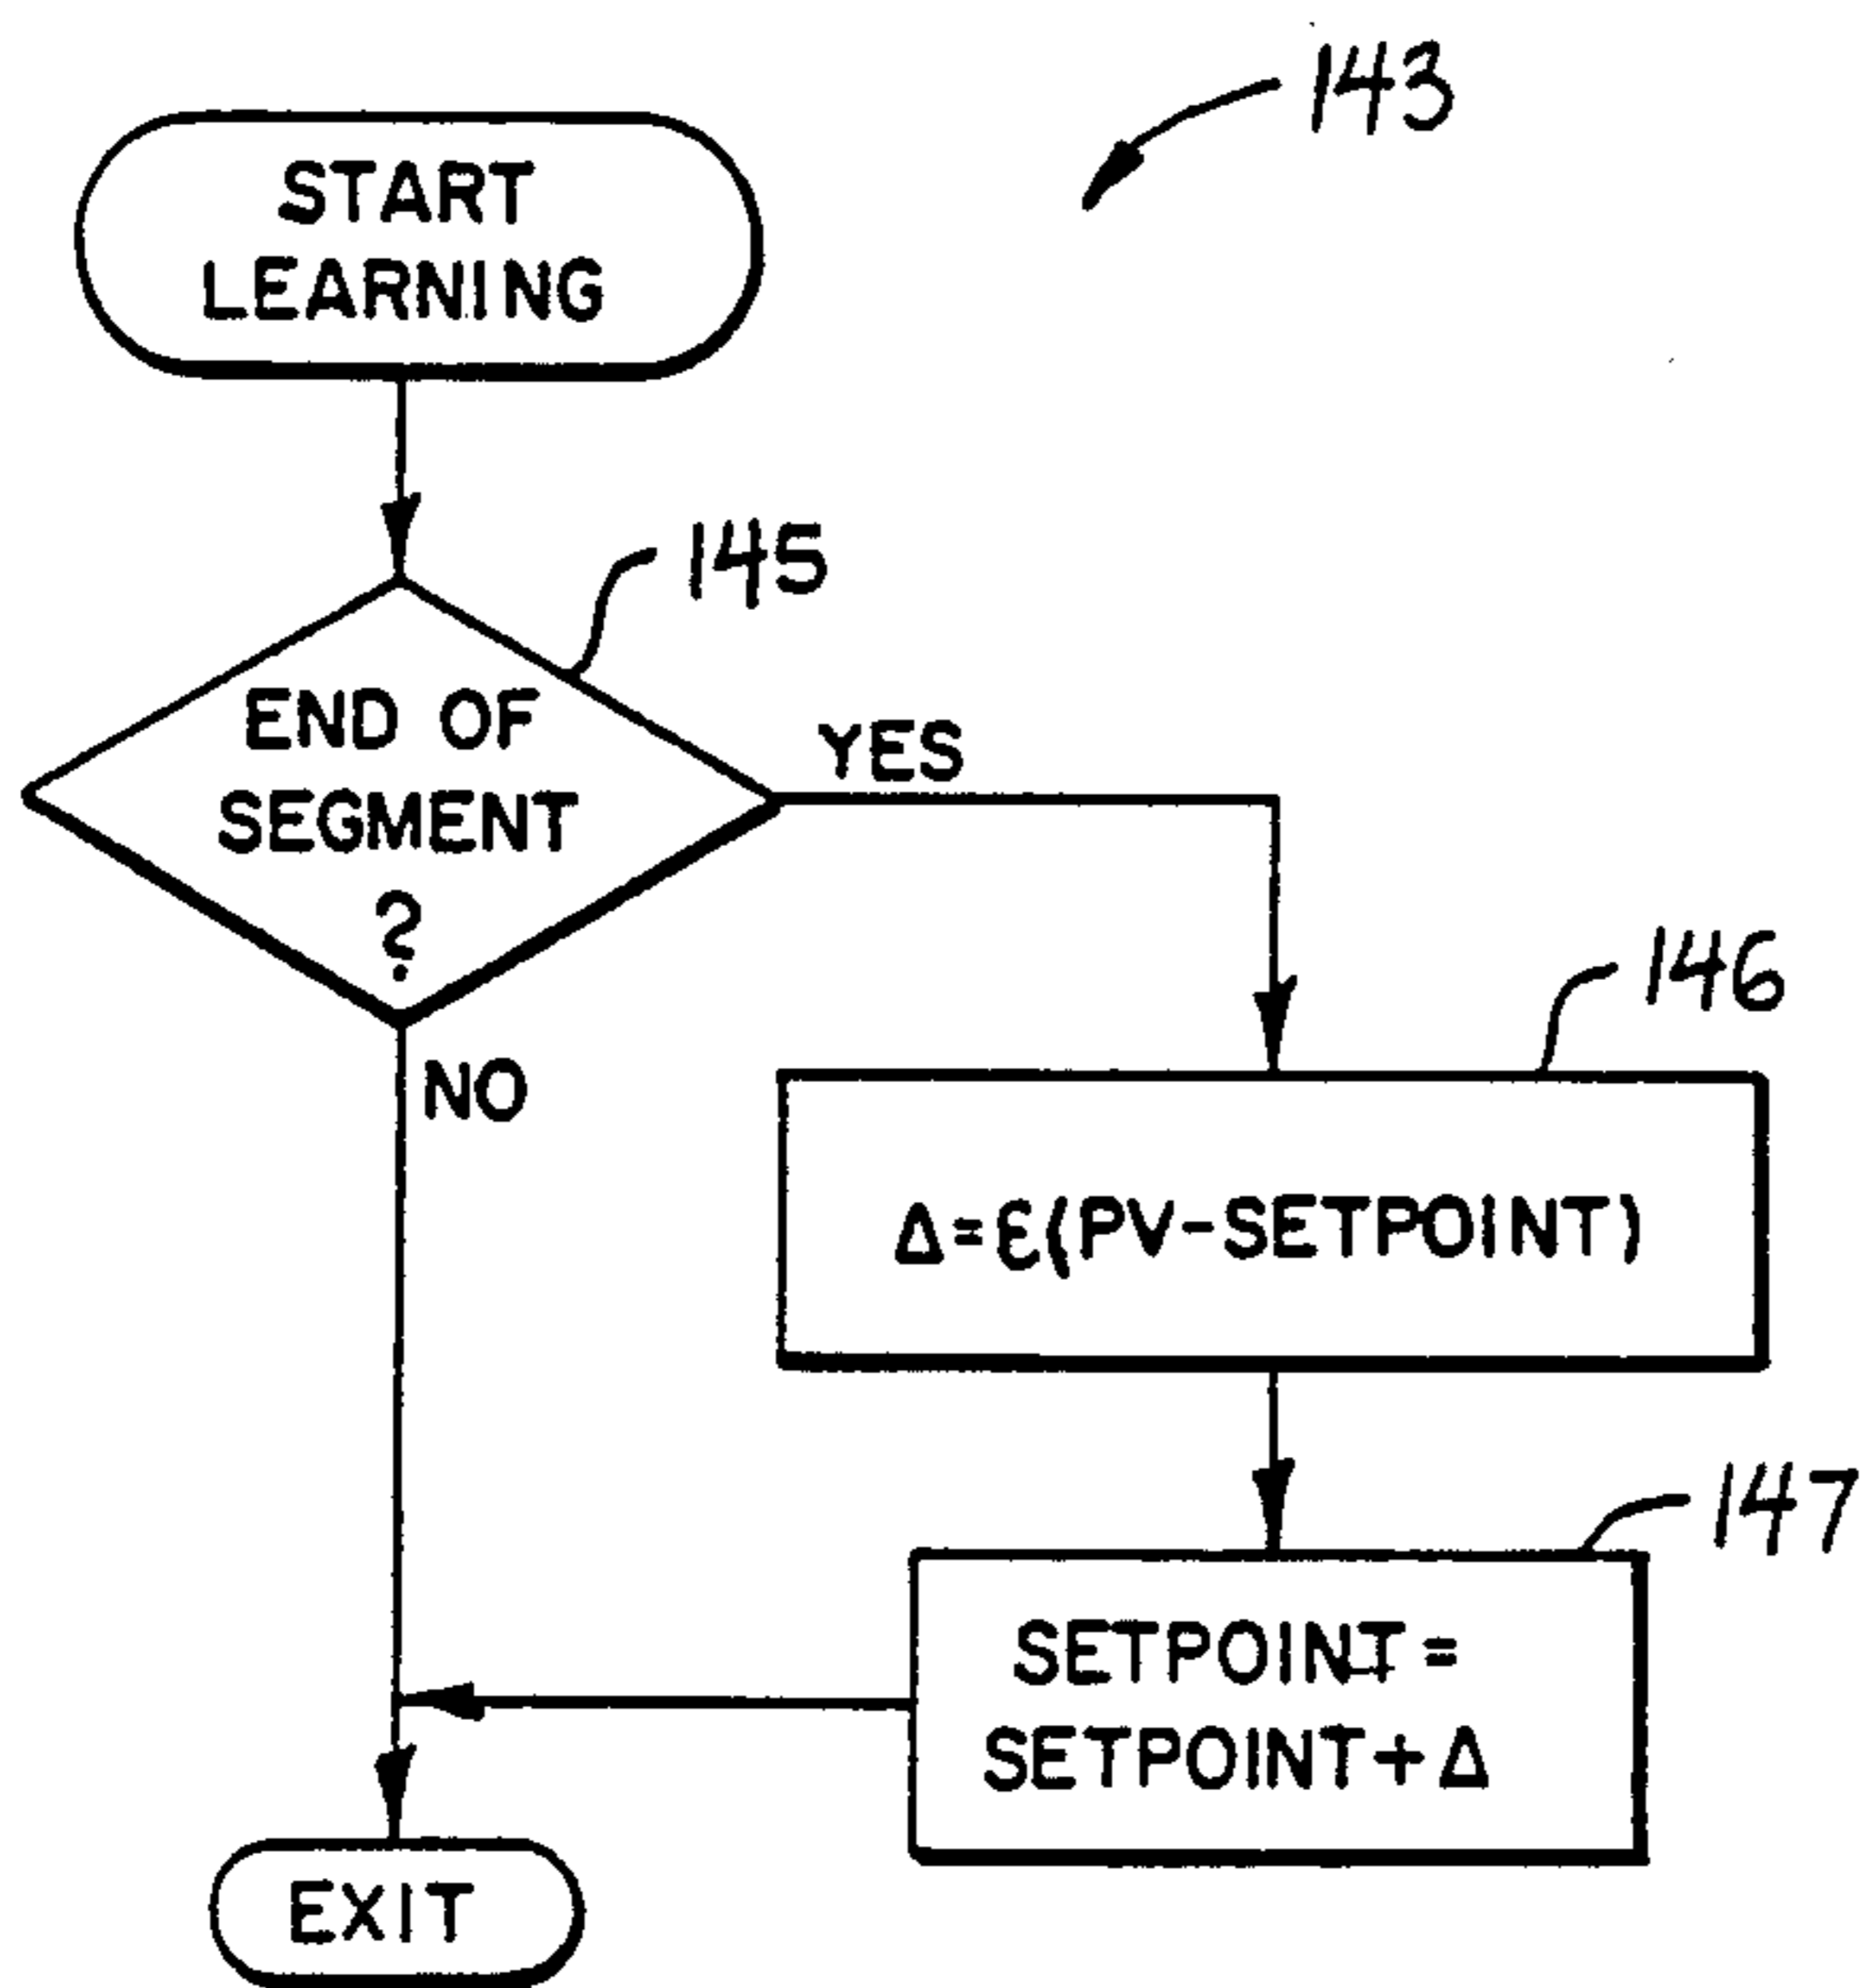 143
START
LEARNING
145
END OF
SEGMENT
?
YES
NO
146
Δ=ε(PV-SETPOINT)
147
SETPOINT=
SETPOINT+Δ
EXIT